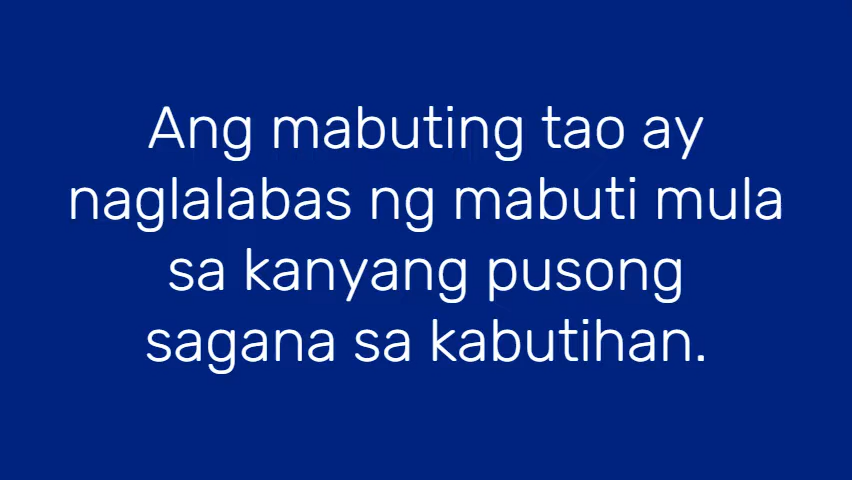 Ang mabuting tao ay
naglalabas ng mabuti mula
sa kanyang pusong
sagana sa kabutihan.